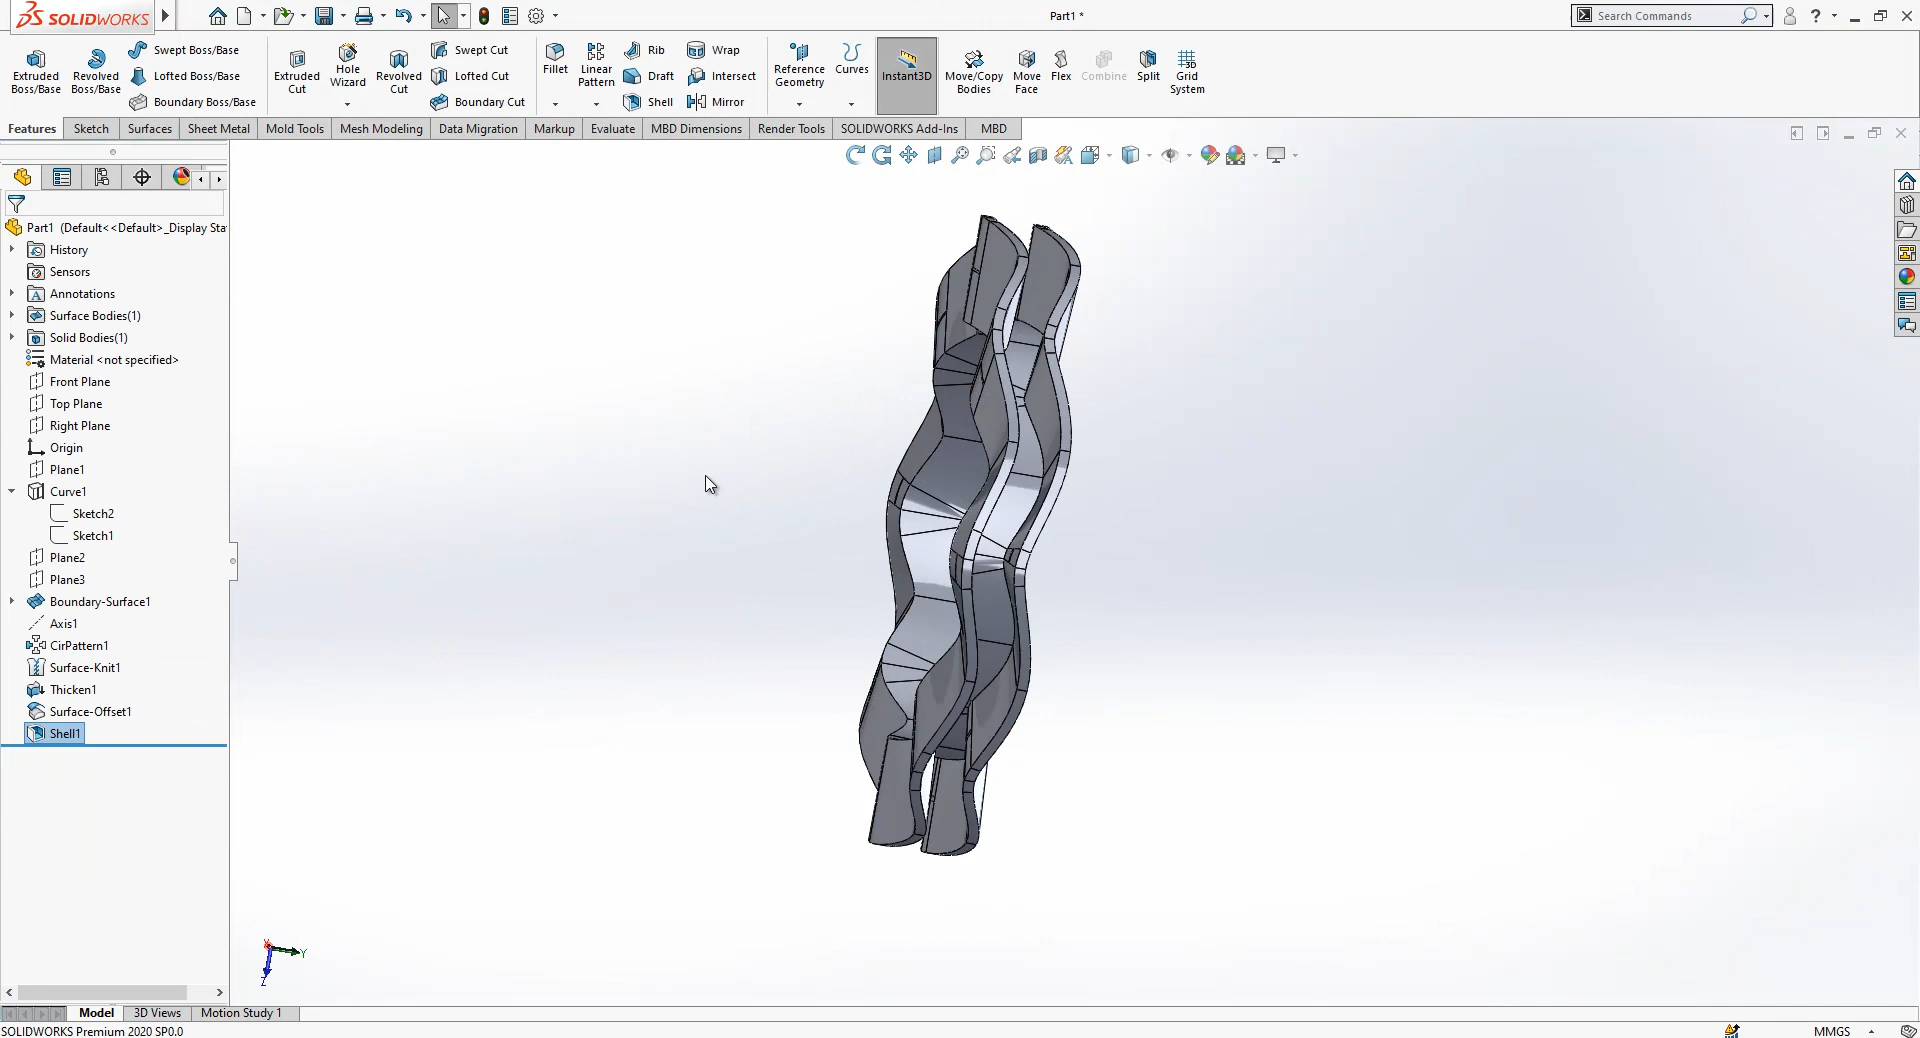 SOLIDWORKS
Part1 *
Search Commands
Extruded Boss/Base
Revolved Boss/Base
Swept Boss/Base
Lofted Boss/Base
Boundary Boss/Base
Extruded Cut
Hole Wizard
Revolved Cut
Swept Cut
Lofted Cut
Boundary Cut
Fillet
Linear Pattern
Rib
Draft
Shell
Wrap
Intersect
Mirror
Reference Geometry
Curves
Instant3D
Move/Copy Bodies
Move Face
Flex
Combine
Split
Grid System
Features
Sketch
Surfaces
Sheet Metal
Mold Tools
Mesh Modeling
Data Migration
Markup
Evaluate
MBD Dimensions
Render Tools
SOLIDWORKS Add-Ins
MBD
Part1 (Default<<Default>_Display Sta
History
Sensors
Annotations
Surface Bodies(1)
Solid Bodies(1)
Material <not specified>
Front Plane
Top Plane
Right Plane
Origin
Plane1
Curve1
Sketch2
Sketch1
Plane2
Plane3
Boundary-Surface1
Axis1
CirPattern1
Surface-Knit1
Thicken1
Surface-Offset1
Shell1
Y
Z
Model
3D Views
Motion Study 1
SOLIDWORKS Premium 2020 SP0.0
MMGS